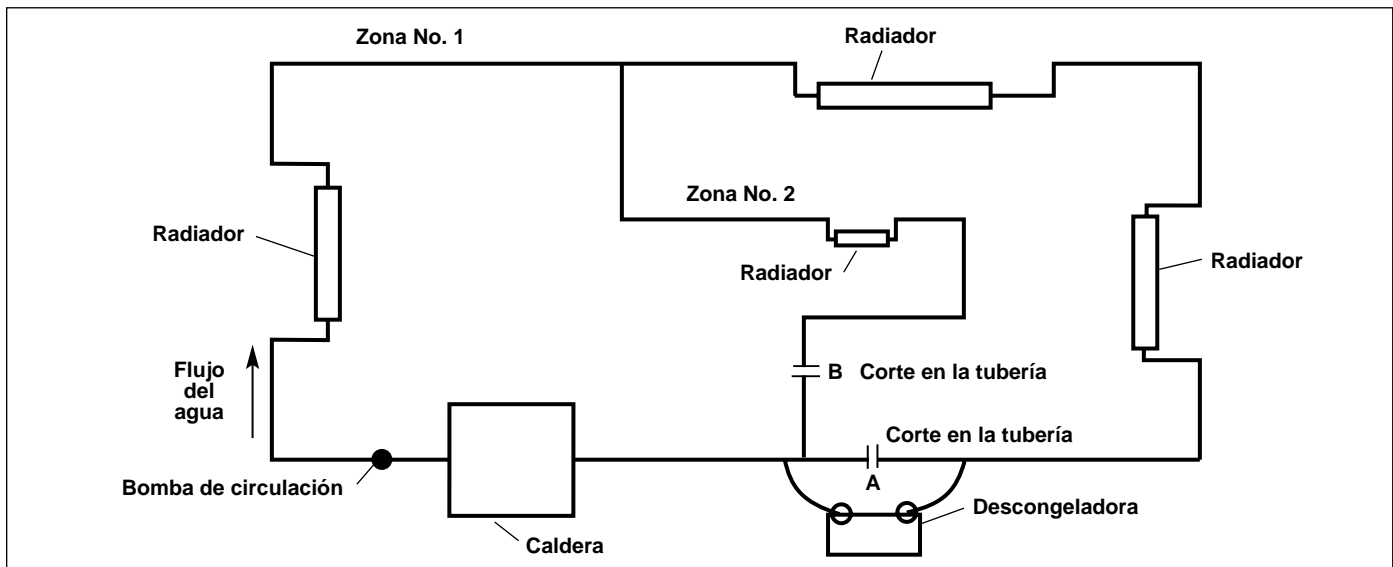 Zona No. 1
Radiador
Zona No. 2
Radiador
Radiador
Radiador
Flujo
del
agua
B Corte en la tubería
Corte en la tubería
A
Bomba de circulación
Descongeladora
Caldera